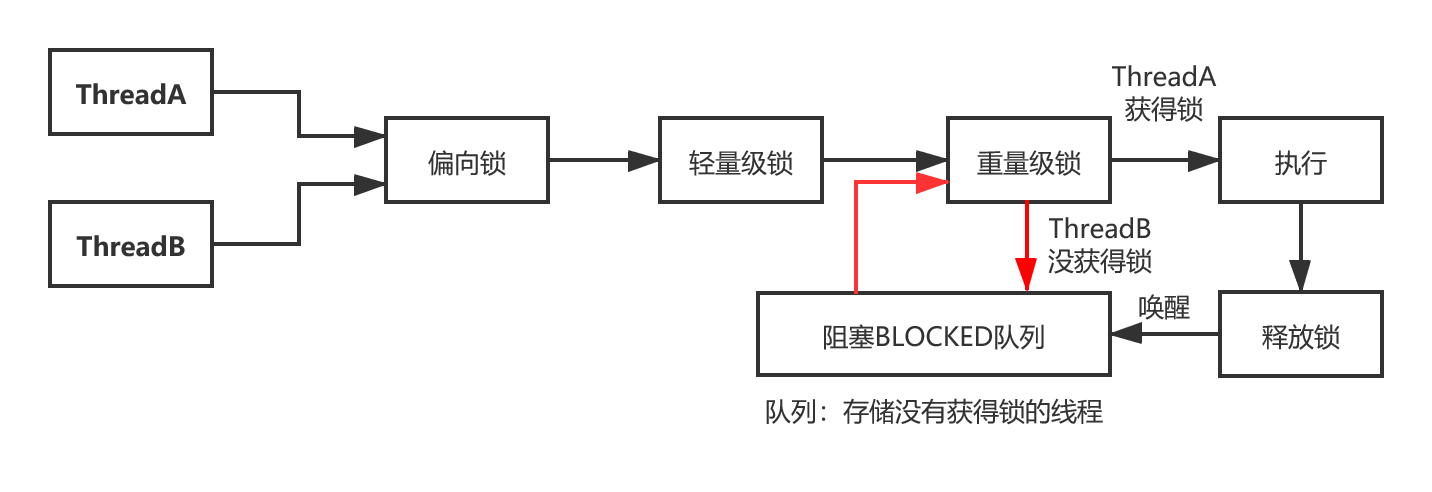 ThreadA
ThreadB
偏向锁
轻量级锁
重量级锁
ThreadA
获得锁
执行
ThreadB
没获得锁
阻塞BLOCKED队列
唤醒
释放锁
队列：存储没有获得锁的线程